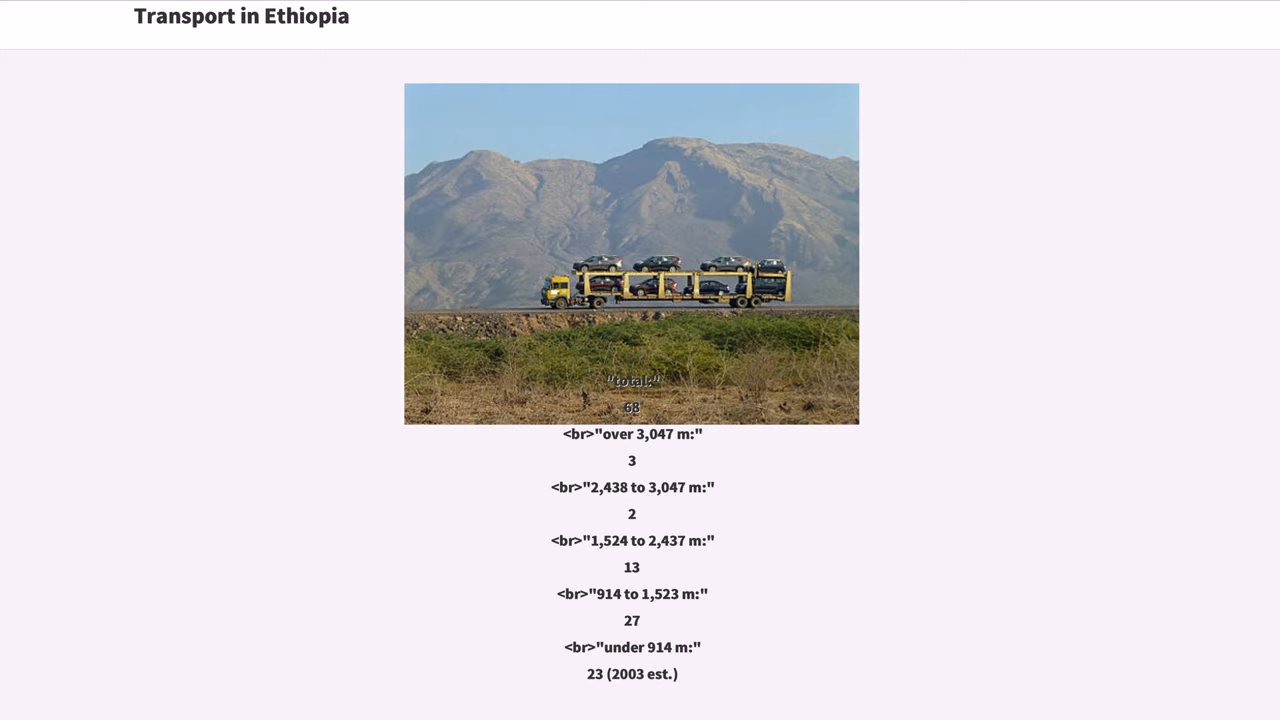 Transport in Ethiopia
"total:"
68
<br>"over 3,047 m:"
3
<br>"2,438 to 3,047 m:"
2
<br>"1,524 to 2,437 m:"
13
<br>"914 to 1,523 m:"
27
<br>"under 914 m:"
23 (2003 est.)